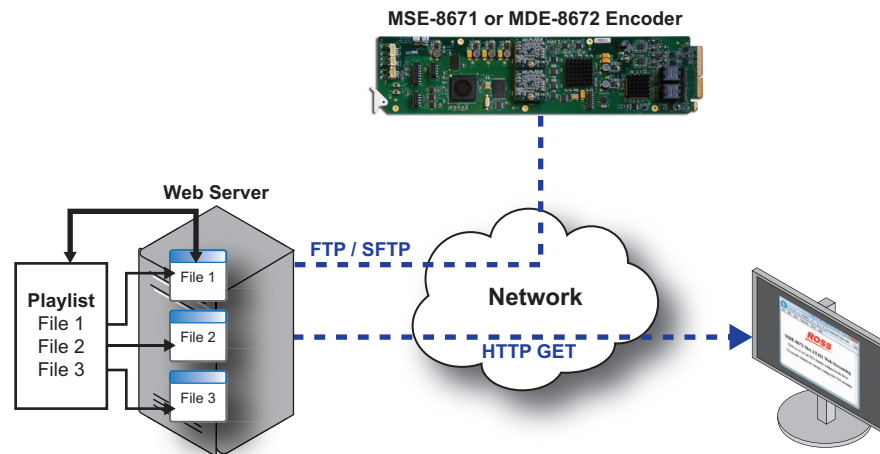 MSE-8671 or MDE-8672 Encoder
Web Server
FTP / SFTP
Network
HTTP GET
Playlist
File 1
File 2
File 3
File 1
File 2
File 3
ROSS